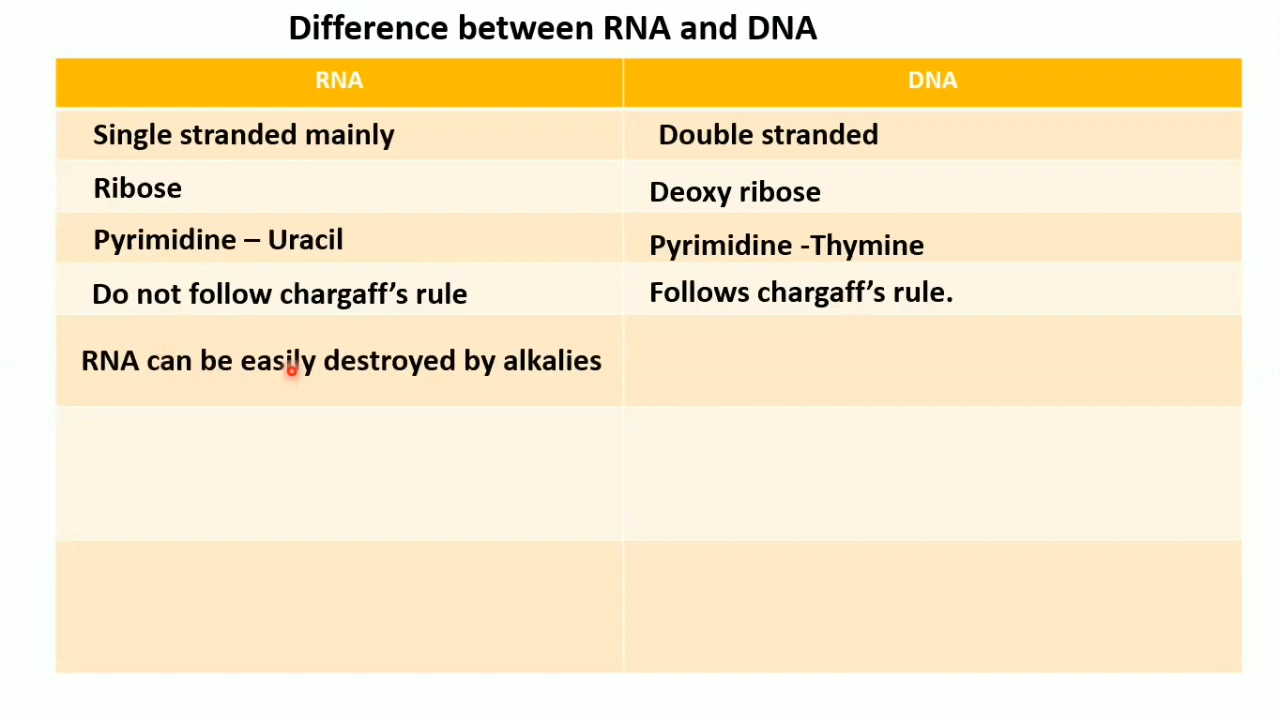 Difference between RNA and DNA
RNA
DNA
Single stranded mainly
Double stranded
Ribose
Deoxy ribose
Pyrimidine – Uracil
Pyrimidine -Thymine
Do not follow chargaff’s rule
Follows chargaff’s rule.
RNA can be easily destroyed by alkalies